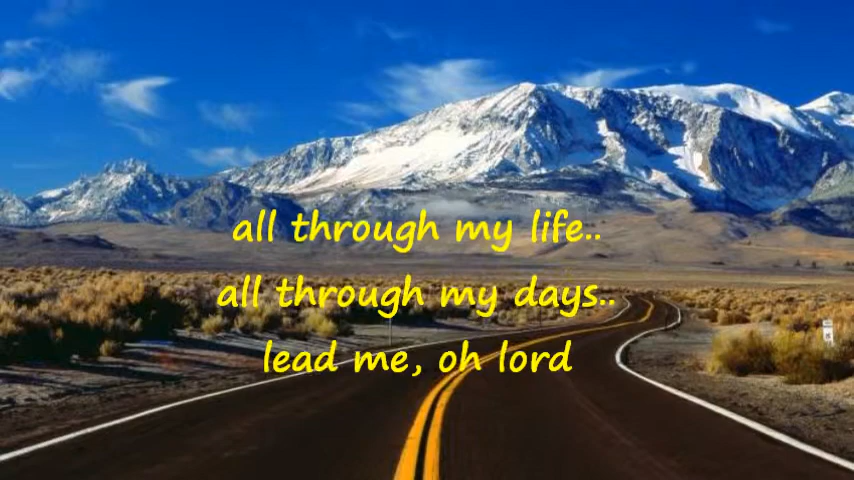 all through my life..
all through my days..
lead me, oh lord